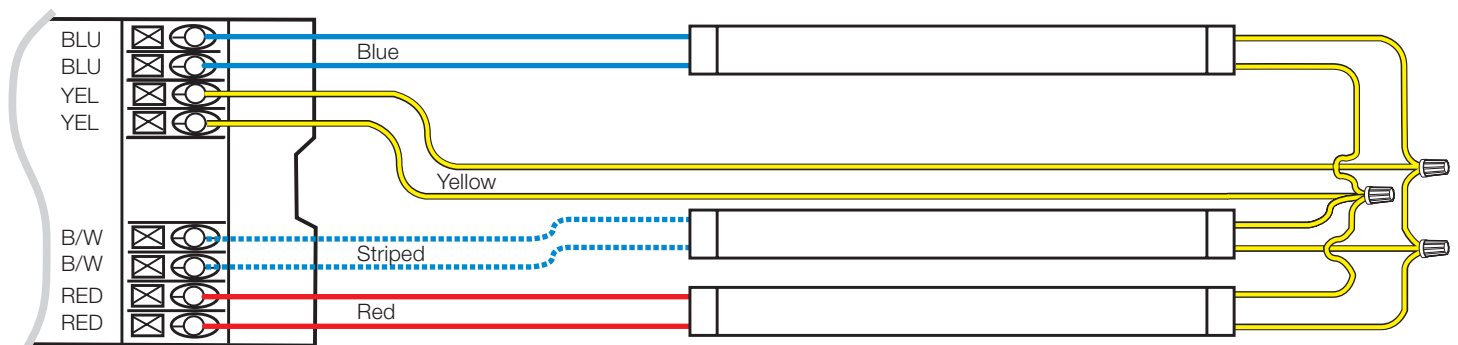 BLU
Blue
BLU
YEL
YEL
Yellow
B/W
Striped
B/W
RED
Red
RED